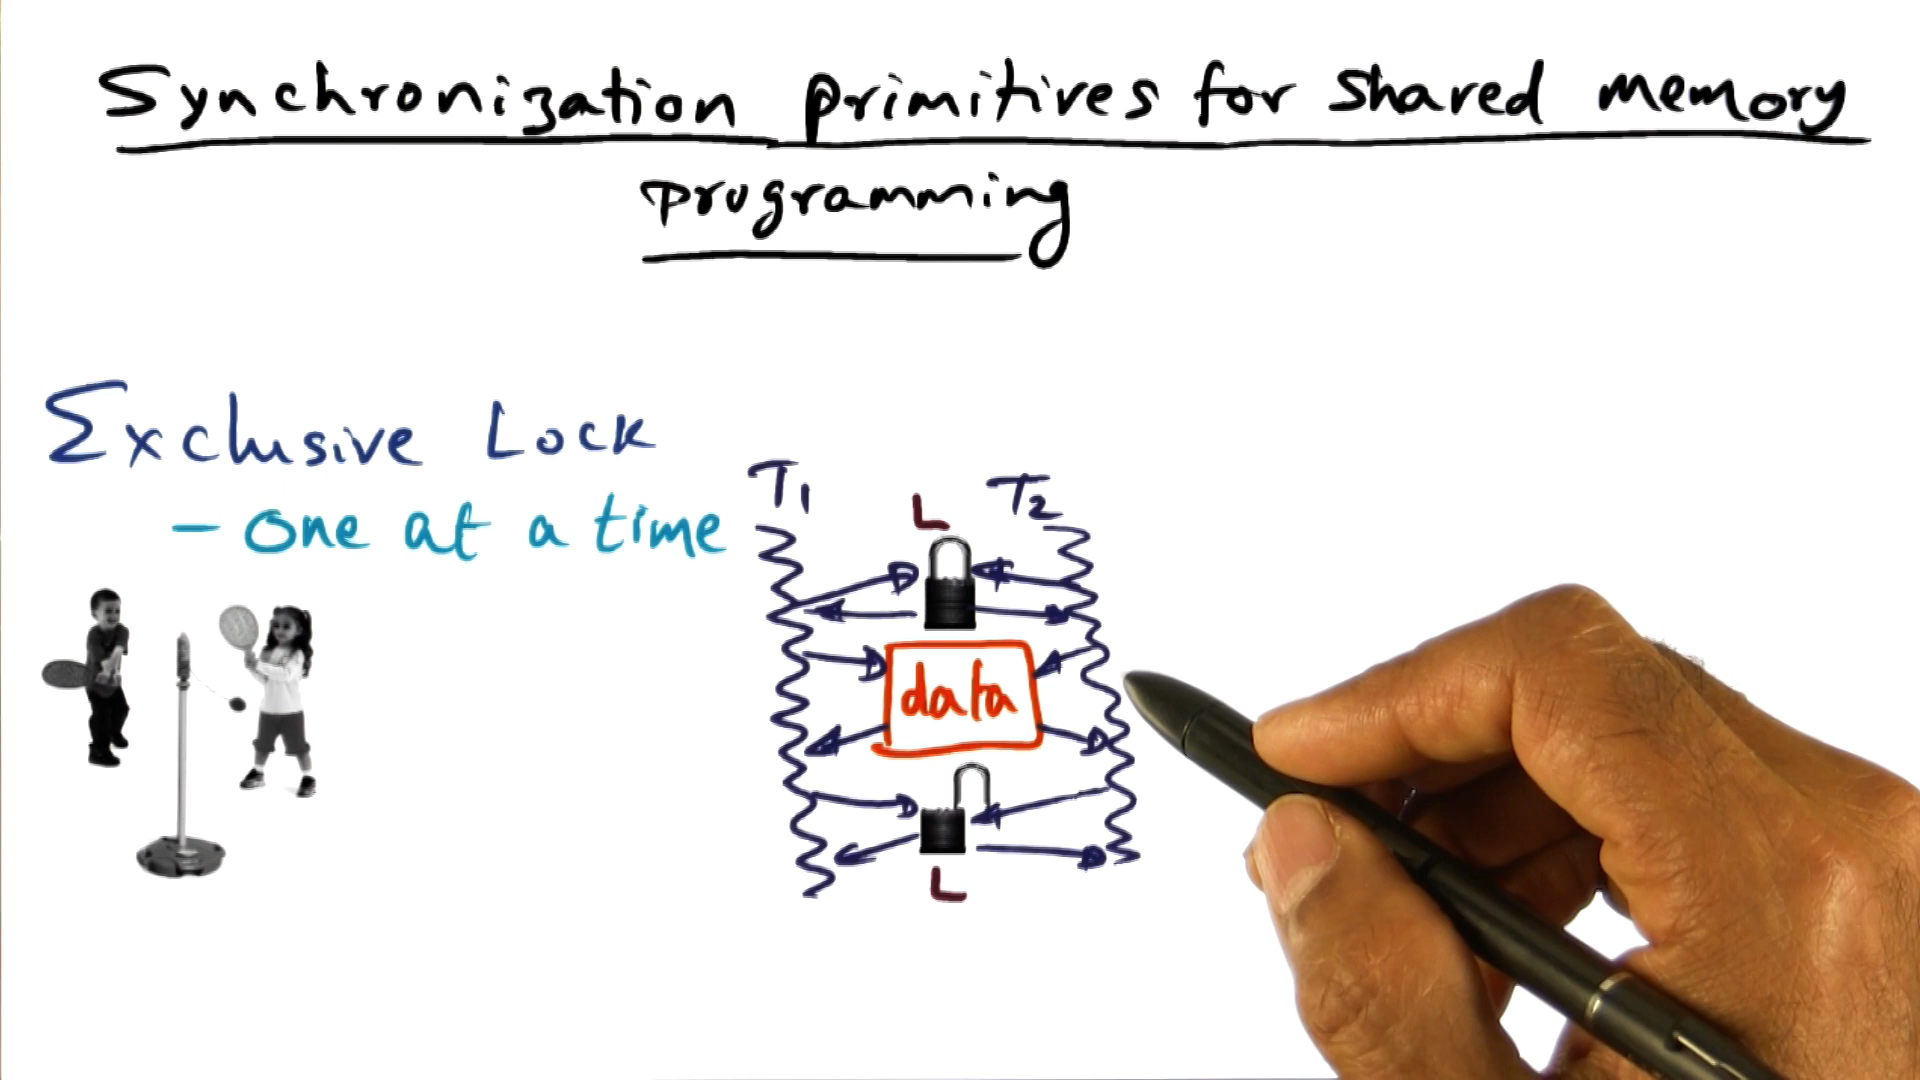 Synchronization primitives for shared memory
programming
Exclusive Lock
- one at a time
T1
L
T2
data
L